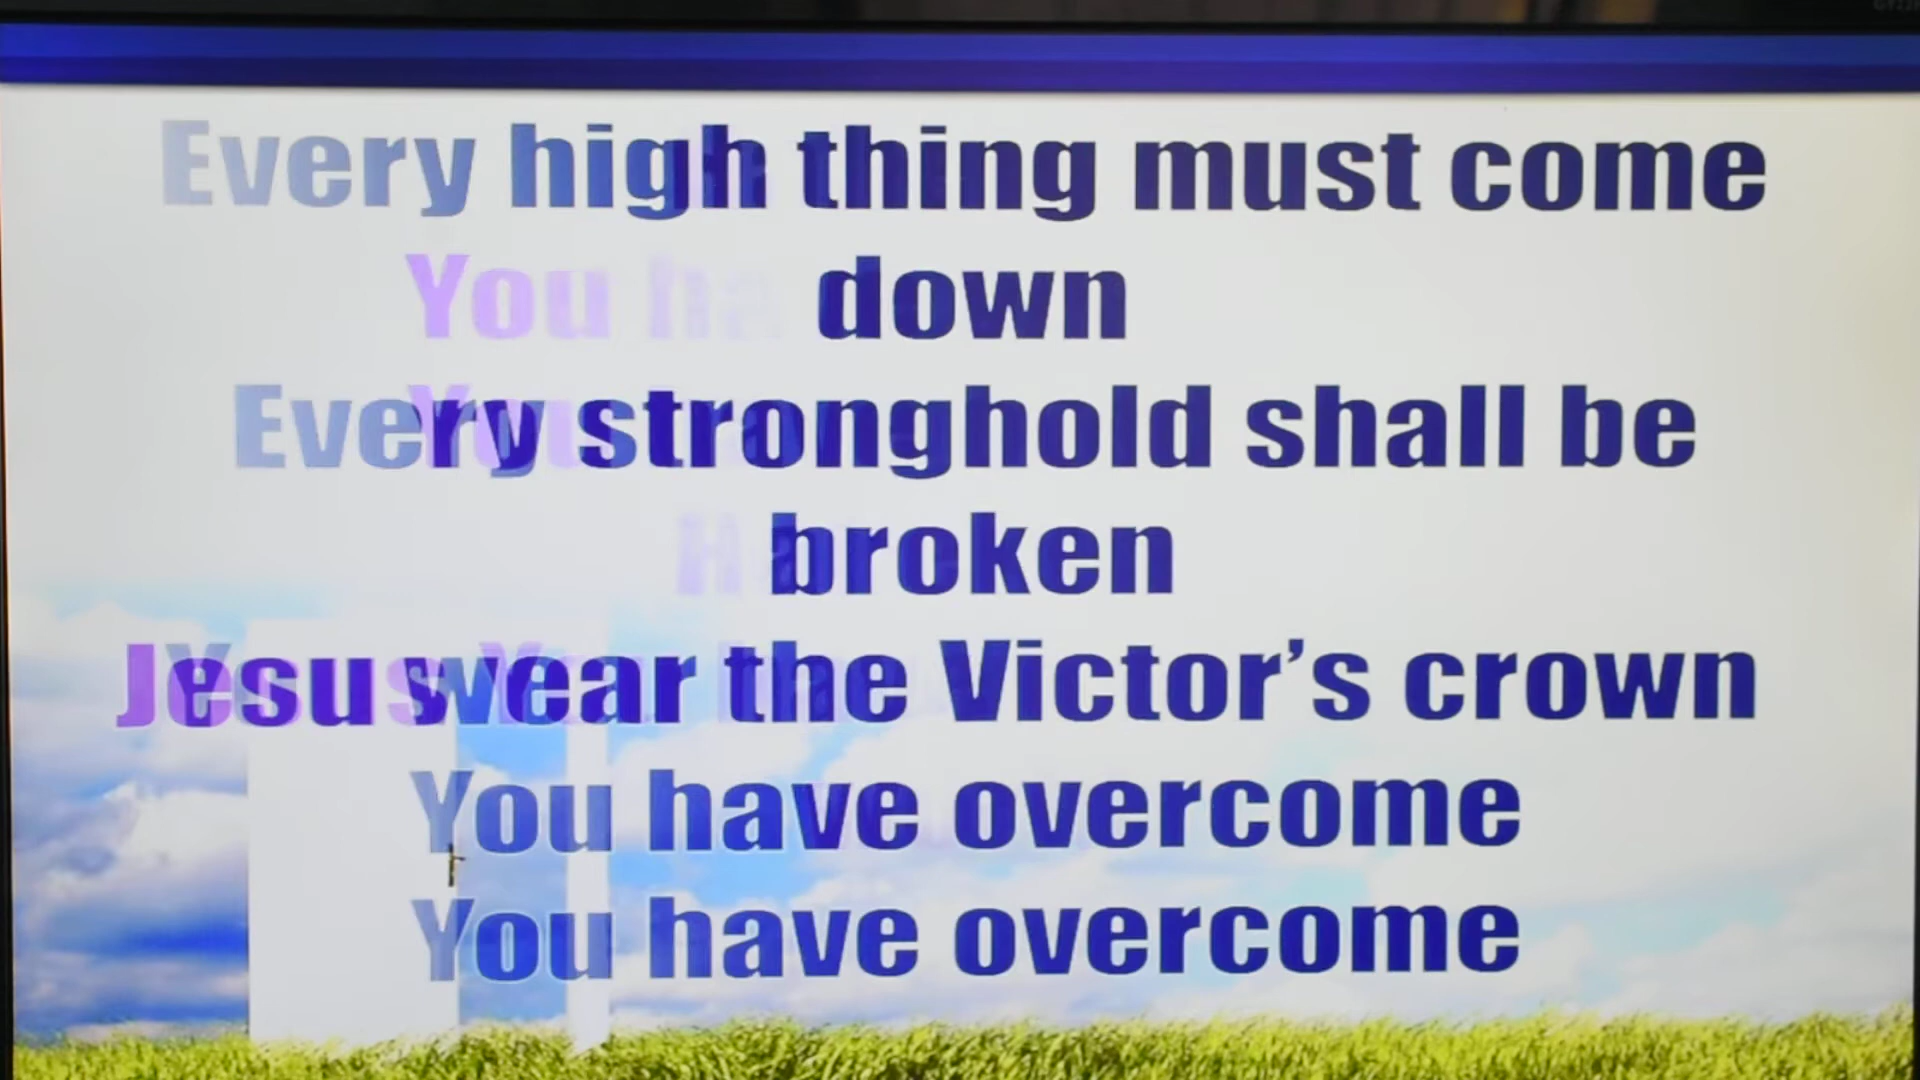 Every high thing must come
down
Every stronghold shall be
broken
wear the Victor's crown
You have overcome
You have overcome